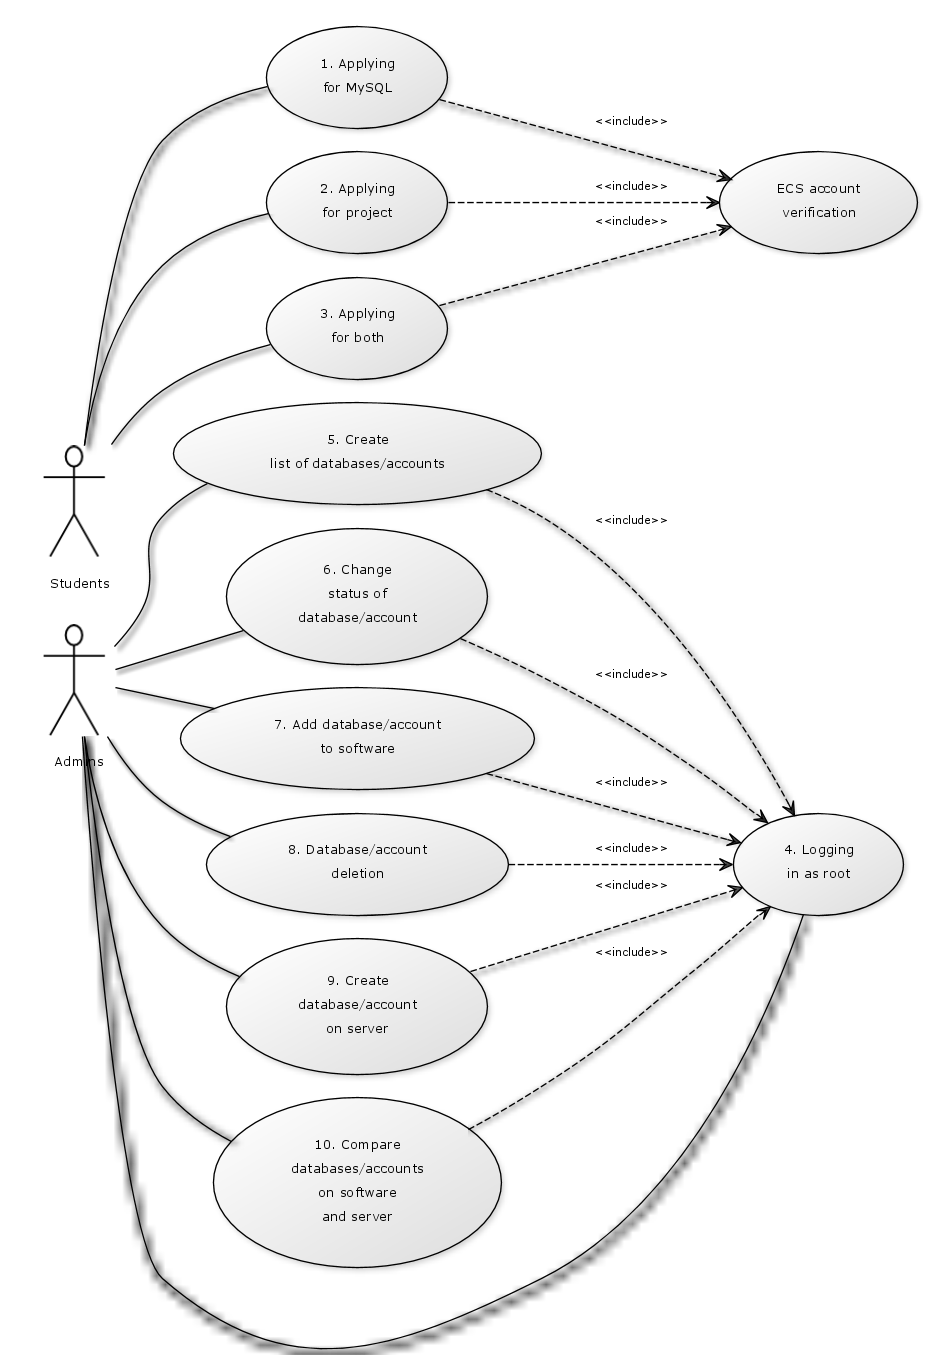 1. Applying
for MySQL
<<include>>
2. Applying
for project
<<include>>
ECS account
verification
<<include>>
3. Applying
for both
5. Create
list of databases/accounts
<<include>>
Students
6. Change
status of
database/account
<<include>>
Admins
7. Add database/account
to software
<<include>>
8. Database/account
deletion
<<include>>
4. Logging
in as root
<<include>>
9. Create
database/account
on server
<<include>>
10. Compare
databases/accounts
on software
and server